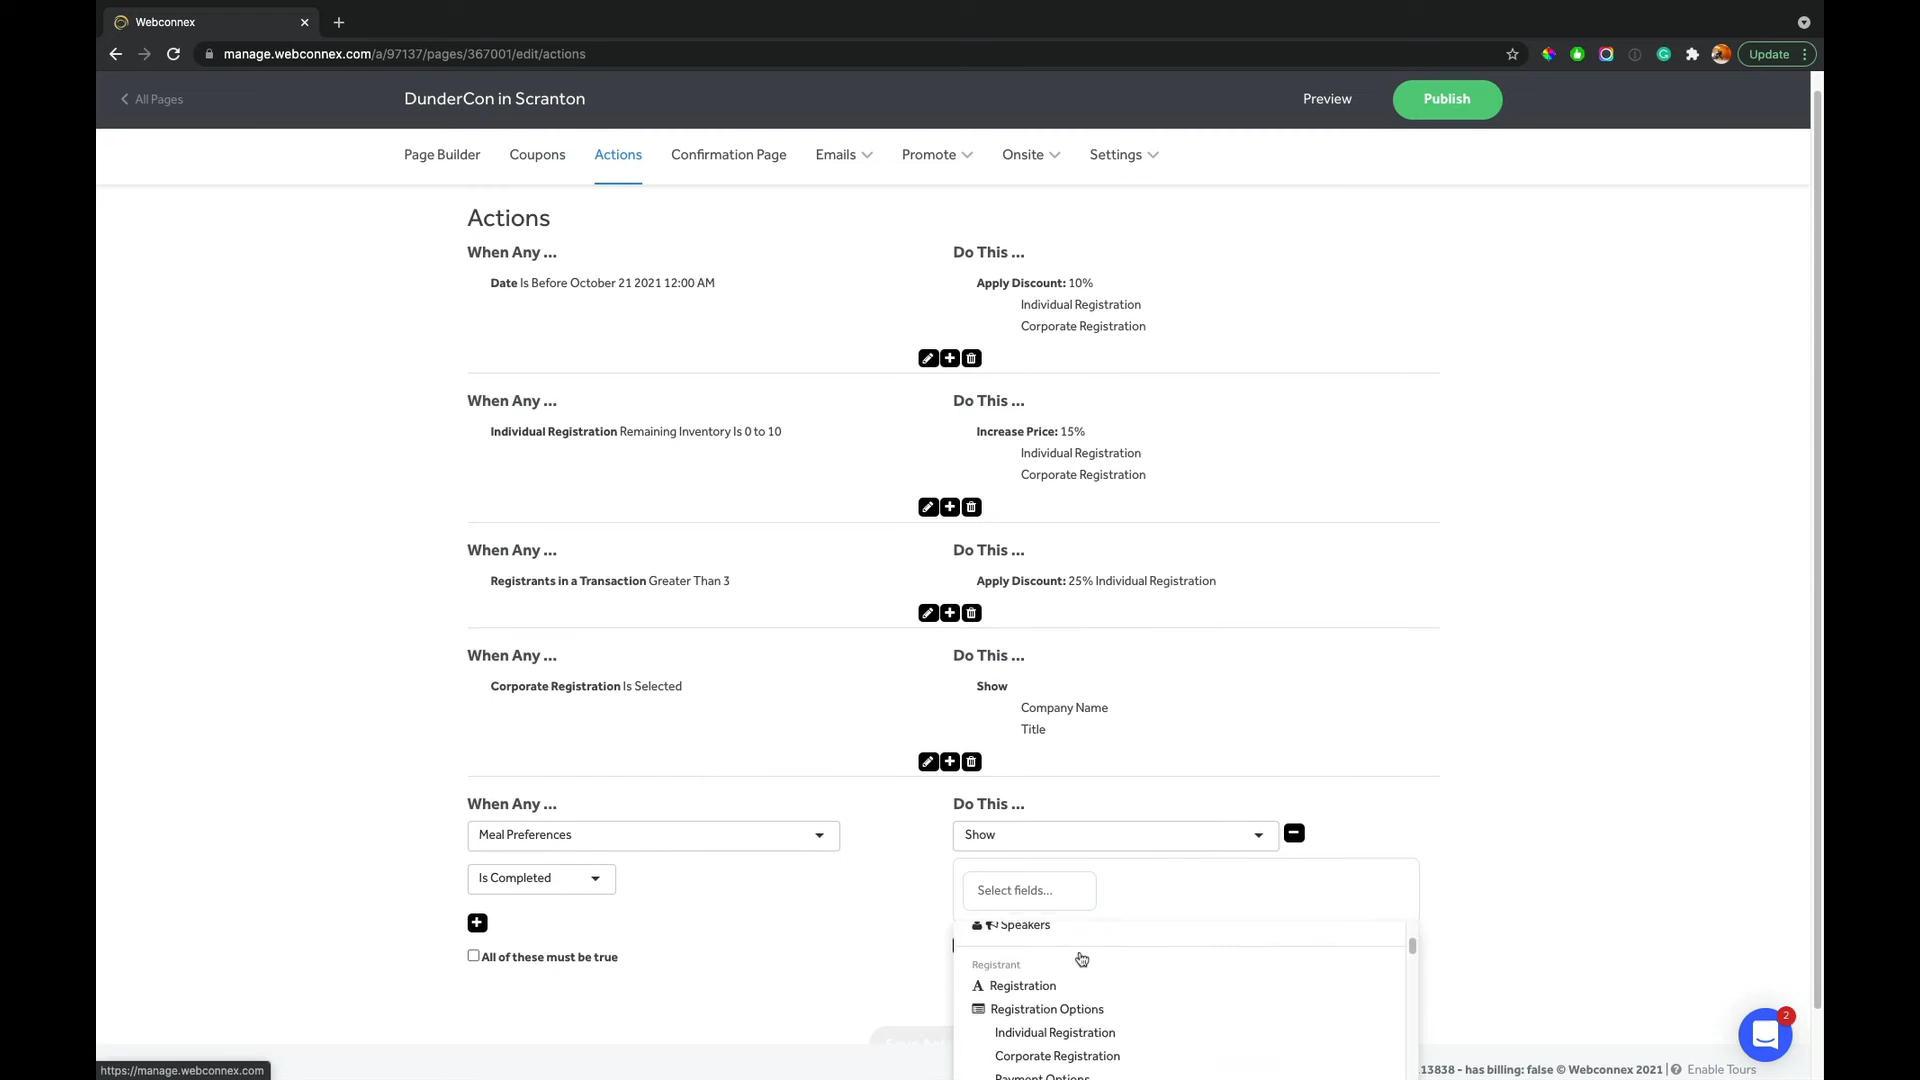 Webconnex
manage.webconnex.com/a/97137/pages/367001/edit/actions
Update
All Pages
DunderCon in Scranton
Preview
Publish
Page Builder
Coupons
Actions
Confirmation Page
Emails
Promote
Onsite
Settings
Actions
When Any ...
Do This ...
Date Is Before October 21 2021 12:00 AM
Apply Discount: 10%
Individual Registration
Corporate Registration
When Any ...
Do This ...
Individual Registration Remaining Inventory Is 0 to 10
Increase Price: 15%
Individual Registration
Corporate Registration
When Any ...
Do This ...
Registrants in a Transaction Greater Than 3
Apply Discount: 25% Individual Registration
When Any ...
Do This ...
Corporate Registration Is Selected
Show
Company Name
Title
When Any ...
Do This ...
Meal Preferences
Show
Is Completed
Select fields...
Speakers
All of these must be true
Registrant
Registration
Registration Options
Individual Registration
2
Corporate Registration
https://manage.webconnex.com
13838 - has billing: false © Webconnex 2021 | Enable Tours
Payment Options